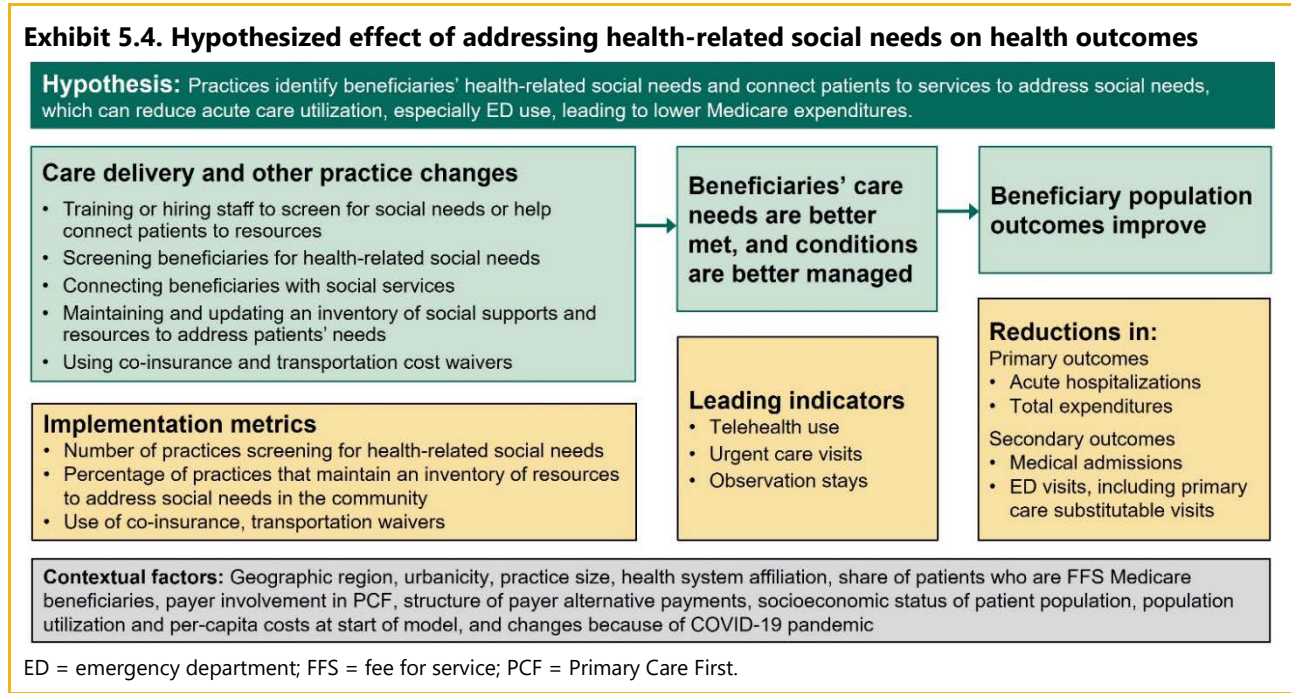 Exhibit 5.4. Hypothesized effect of addressing health-related social needs on health outcomes
Hypothesis: Practices identify beneficiaries' health-related social needs and connect patients to services to address social needs,
which can reduce acute care utilization, especially ED use, leading to lower Medicare expenditures.
Care delivery and other practice changes
• Training or hiring staff to screen for social needs or help
connect patients to resources
• Screening beneficiaries for health-related social needs
• Connecting beneficiaries with social services
• Maintaining and updating an inventory of social supports and
resources to address patients' needs
• Using co-insurance and transportation cost waivers
Beneficiaries' care
needs are better
met, and conditions
are better managed
Beneficiary population
outcomes improve
Implementation metrics
• Number of practices screening for health-related social needs
• Percentage of practices that maintain an inventory of resources
to address social needs in the community
• Use of co-insurance, transportation waivers
Leading indicators
• Telehealth use
• Urgent care visits
• Observation stays
Reductions in:
Primary outcomes
• Acute hospitalizations
• Total expenditures
Secondary outcomes
• Medical admissions
• ED visits, including primary
care substitutable visits
Contextual factors: Geographic region, urbanicity, practice size, health system affiliation, share of patients who are FFS Medicare
beneficiaries, payer involvement in PCF, structure of payer alternative payments, socioeconomic status of patient population, population
utilization and per-capita costs at start of model, and changes because of COVID-19 pandemic
ED = emergency department; FFS = fee for service; PCF = Primary Care First.